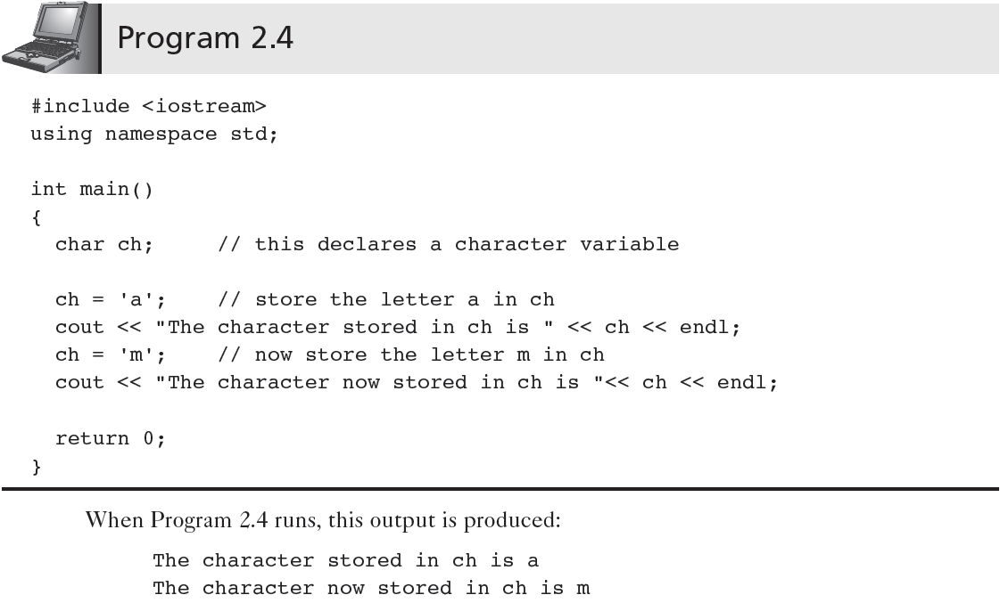 Program 2.4
#include <iostream>
using namespace std;
int main()
{
char ch; // this declares a character variable
ch = 'a'; // store the letter a in ch
cout << "The character stored in ch is " << ch << endl;
ch = 'm'; // now store the letter m in ch
cout << "The character now stored in ch is "<< ch << endl;
return 0;
}
When Program 2.4 runs, this output is produced:
The character stored in ch is a
The character now stored in ch is m